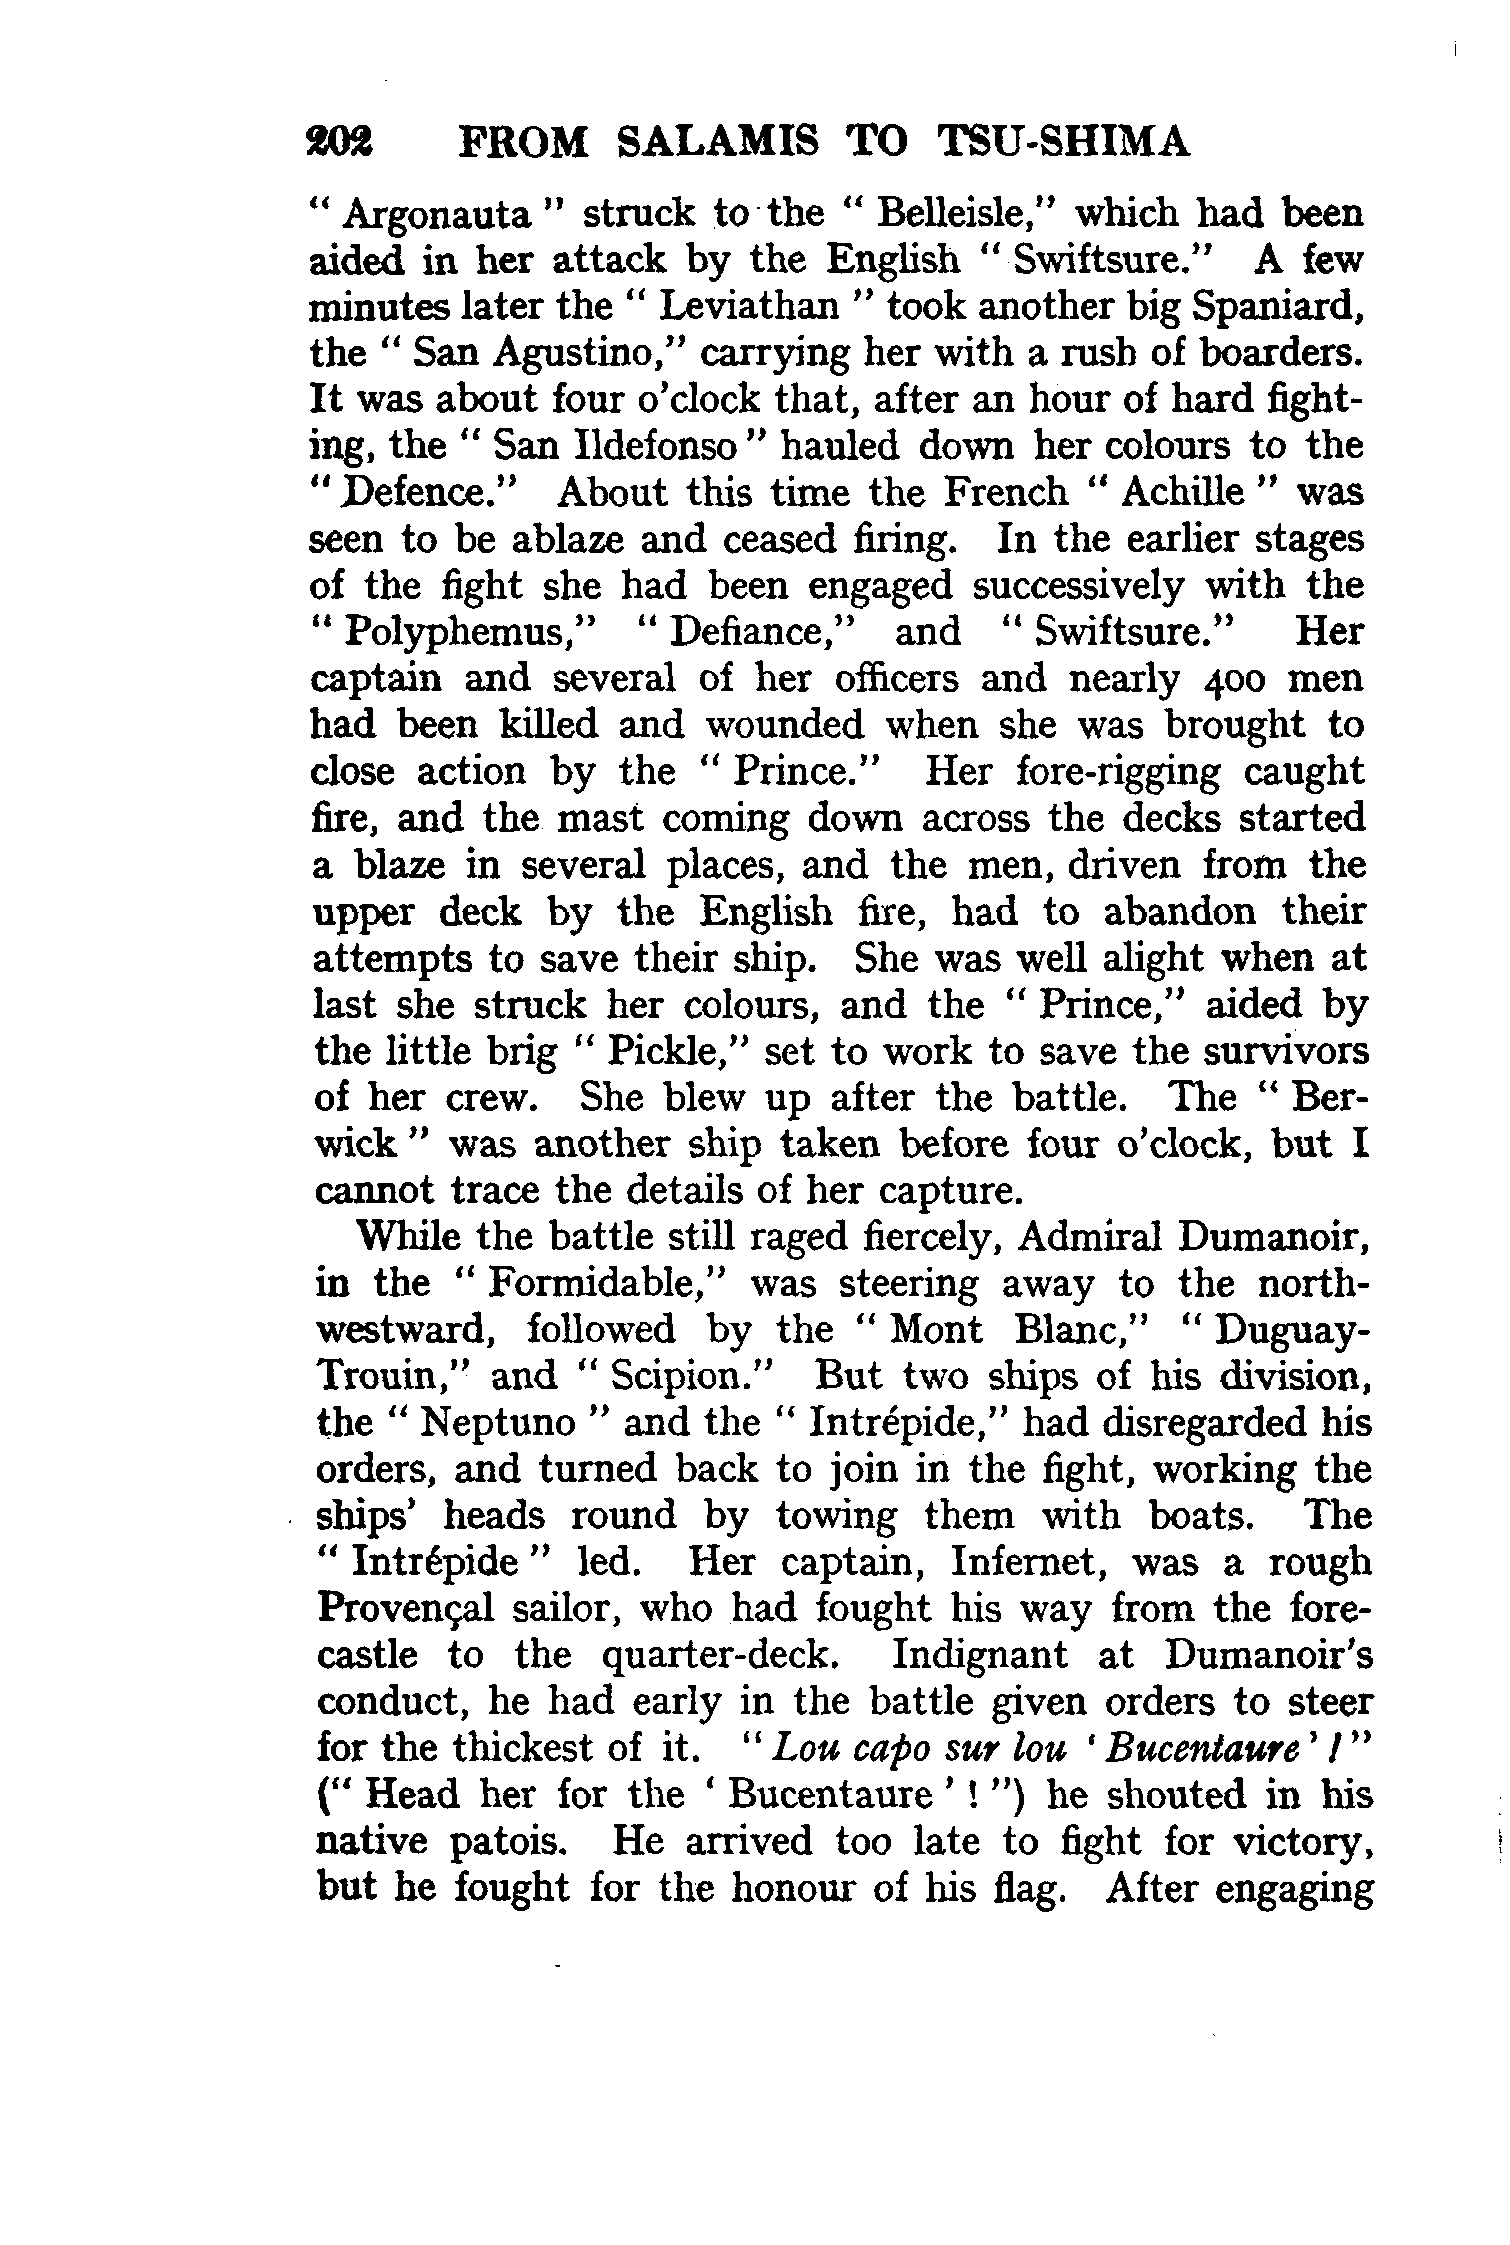 202 FROM SALAMIS TO TSU-SHIMA
" Argonauta " struck to the " Belleisle," which had been
aided in her attack by the English " Swiftsure." A few
minutes later the " Leviathan " took another big Spaniard,
the " San Agustino," carrying her with a rush of boarders.
It was about four o'clock that, after an hour of hard fight-
ing, the " San Ildefonso " hauled down her colours to the
" Defence." About this time the French " Achille " was
seen to be ablaze and ceased firing. In the earlier stages
of the fight she had been engaged successively with the
" Polyphemus," " Defiance," and " Swiftsure." Her
captain and several of her officers and nearly 400 men
had been killed and wounded when she was brought to
close action by the " Prince." Her fore-rigging caught
fire, and the mast coming down across the decks started
a blaze in several places, and the men, driven from the
upper deck by the English fire, had to abandon their
attempts to save their ship. She was well alight when at
last she struck her colours, and the " Prince," aided by
the little brig " Pickle," set to work to save the survivors
of her crew. She blew up after the battle. The " Ber-
wick " was another ship taken before four o'clock, but I
cannot trace the details of her capture.
While the battle still raged fiercely, Admiral Dumanoir,
in the " Formidable," was steering away to the north-
westward, followed by the " Mont Blanc," " Duguay-
Trouin," and " Scipion." But two ships of his division,
the " Neptuno " and the " Intrépide," had disregarded his
orders, and turned back to join in the fight, working the
ships' heads round by towing them with boats. The
" Intrépide " led. Her captain, Infernet, was a rough
Provençal sailor, who had fought his way from the fore-
castle to the quarter-deck. Indignant at Dumanoir's
conduct, he had early in the battle given orders to steer
for the thickest of it. " Lou capo sur lou ' Bucentaure ' ! "
(" Head her for the ' Bucentaure ' ! ") he shouted in his
native patois. He arrived too late to fight for victory,
but he fought for the honour of his flag. After engaging